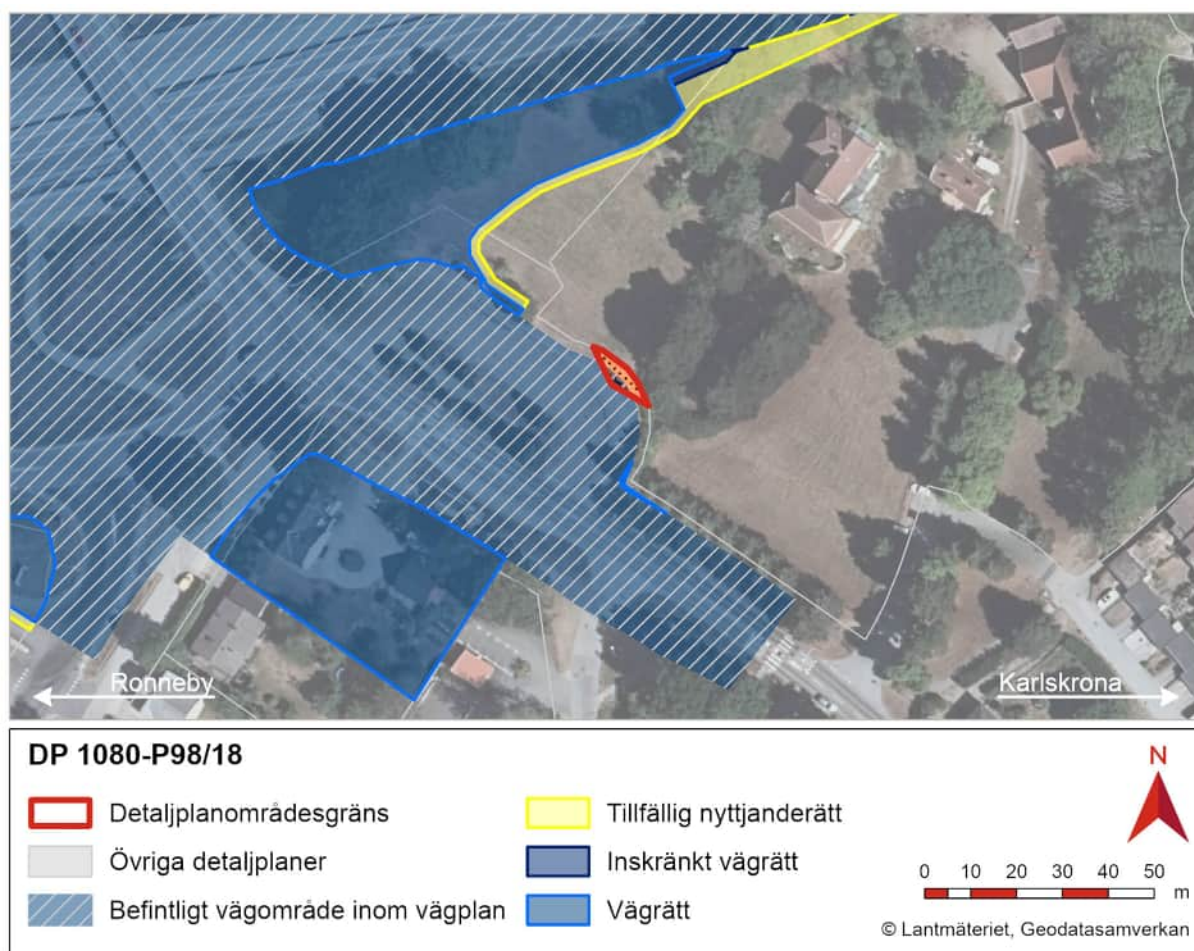 Ronneby
Karlskrona
DP 1080-P98/18
Detaljplanområdesgräns
Övriga detaljplaner
Befintligt vägområde inom vägplan
Tillfällig nyttjanderätt
Inskränkt vägrätt
Vägrätt
N
0 10 20 30 40 50
m
© Lantmäteriet, Geodatasamverkan